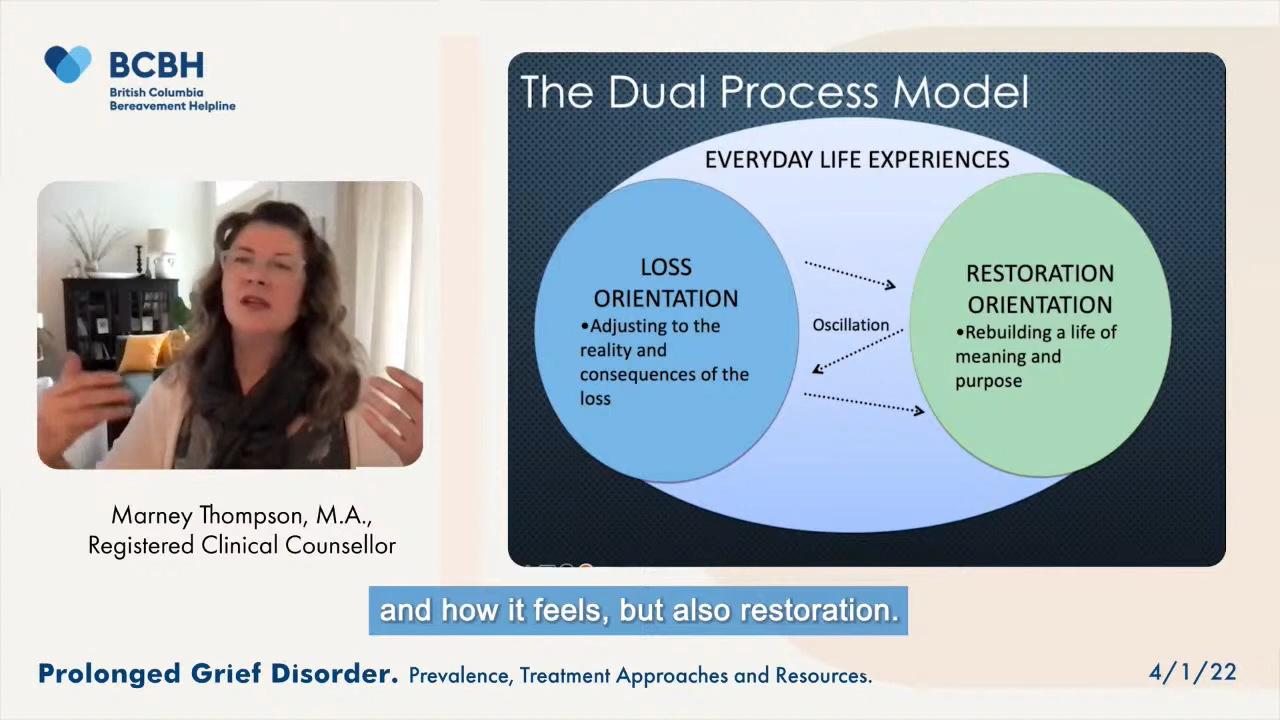 BCBH
British Columbia
Bereavement Helpline
The Dual Process Model
EVERYDAY LIFE EXPERIENCES
LOSS
ORIENTATION
•Adjusting to the
reality and
consequences of the
loss
Oscillation
RESTORATION
ORIENTATION
•Rebuilding a life of
meaning and
purpose
Marney Thompson, M.A.,
Registered Clinical Counsellor
and how it feels, but also restoration.
Prolonged Grief Disorder. Prevalence, Treatment Approaches and Resources.
4/1/22